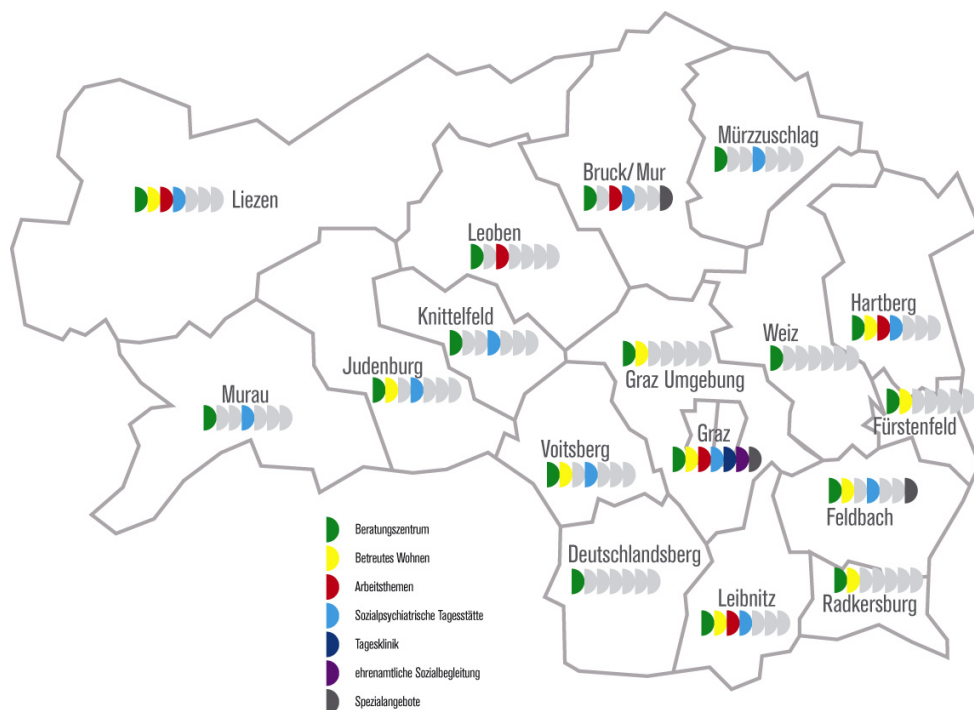 Mürzzuschlag
Bruck/Mur
Liezen
Leoben
Hartberg
Knittelfeld
Weiz
Judenburg
Graz Umgebung
Murau
Fürstenfeld
Graz
Voitsberg
Feldbach
Deutschlandsberg
Leibnitz
Radkersburg
Beratungszentrum
Betreutes Wohnen
Arbeitsthemen
Sozialpsychiatrische Tagesstätte
Tagesklinik
ehrenamtliche Sozialbegleitung
Spezialangebote